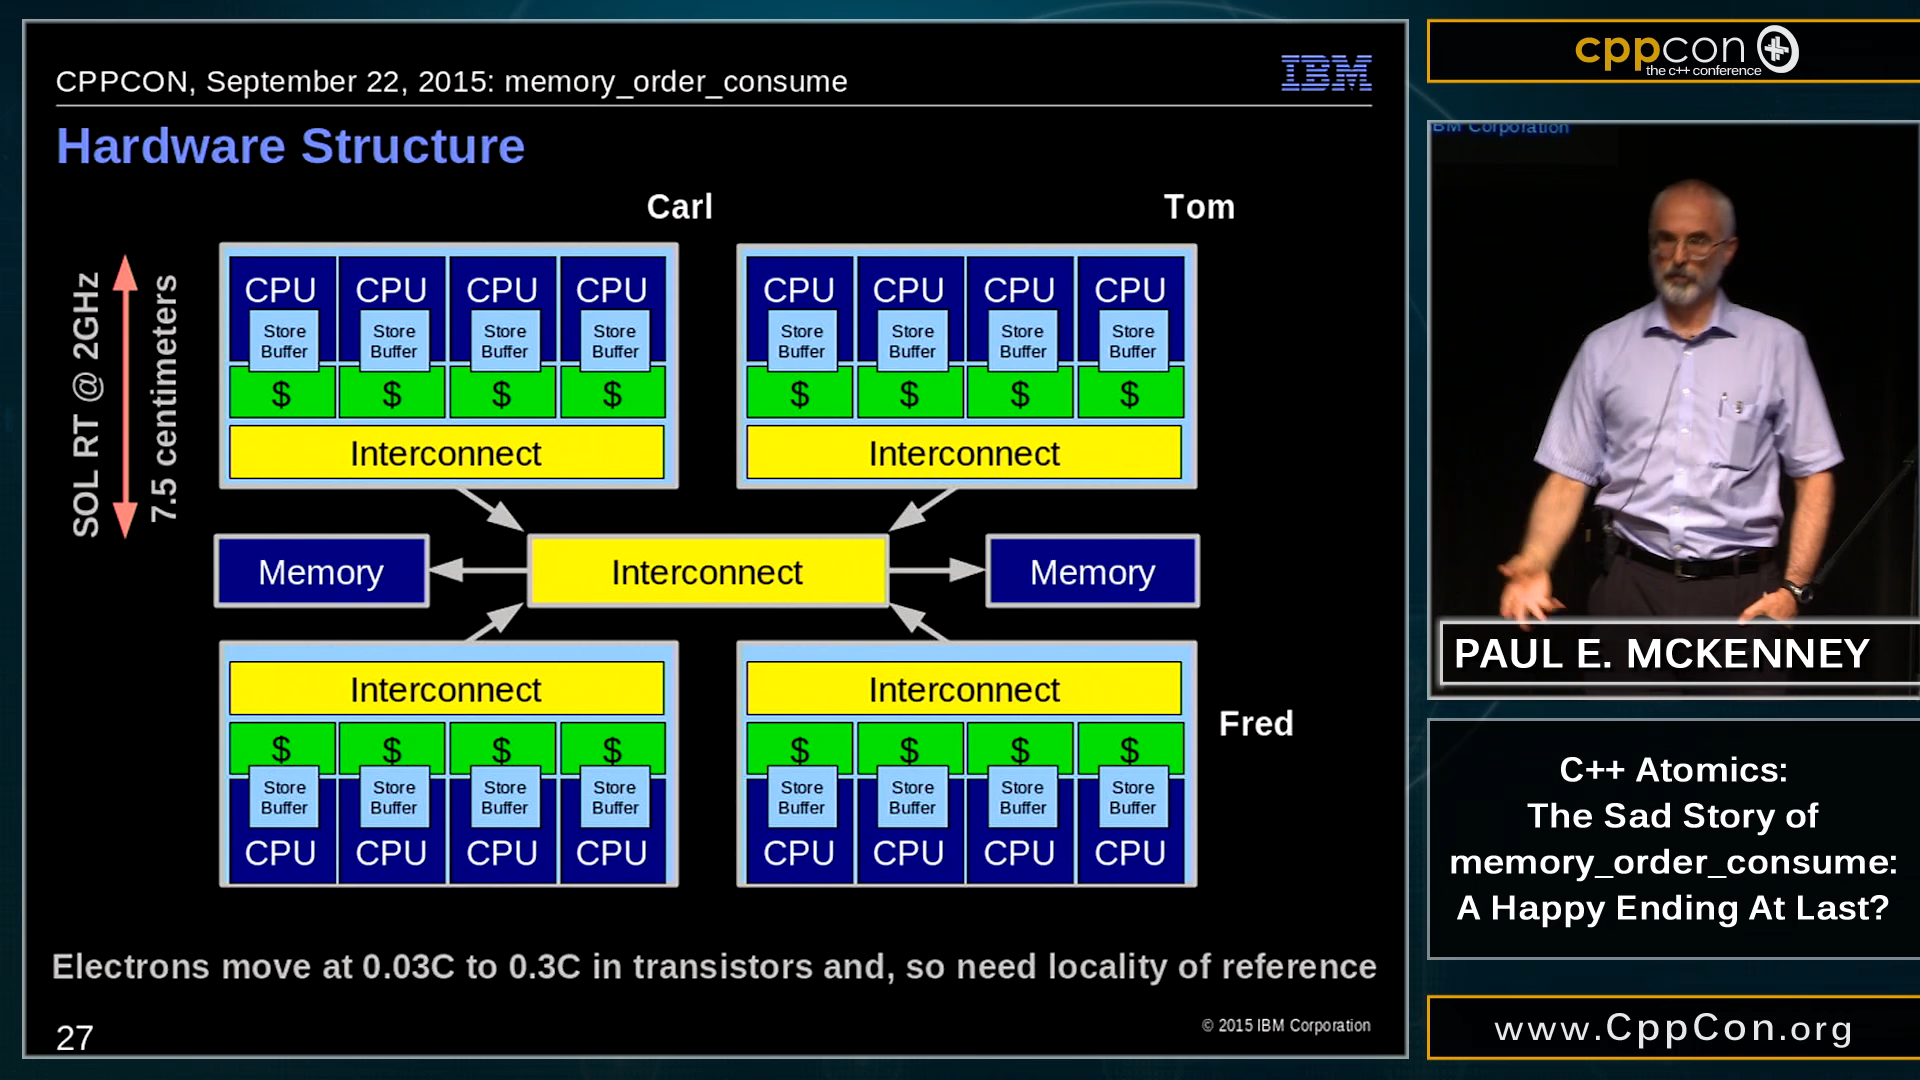 CPPCON, September 22, 2015: memory_order_consume
IBM
Hardware Structure
Carl
Tom
SOL RT @ 2GHz
7.5 centimeters
CPU CPU CPU CPU
Store Buffer Store Buffer Store Buffer Store Buffer
$ $ $ $
Interconnect
CPU CPU CPU CPU
Store Buffer Store Buffer Store Buffer Store Buffer
$ $ $ $
Interconnect
Memory
Interconnect
Memory
Interconnect
$ $ $ $
Store Buffer Store Buffer Store Buffer Store Buffer
CPU CPU CPU CPU
Interconnect
$ $ $ $
Store Buffer Store Buffer Store Buffer Store Buffer
CPU CPU CPU CPU
Fred
Electrons move at 0.03C to 0.3C in transistors and, so need locality of reference
27
© 2015 IBM Corporation
cppcon
the c++ conference
IBM Corporation
PAUL E. MCKENNEY
C++ Atomics:
The Sad Story of
memory_order_consume:
A Happy Ending At Last?
www.CppCon.org